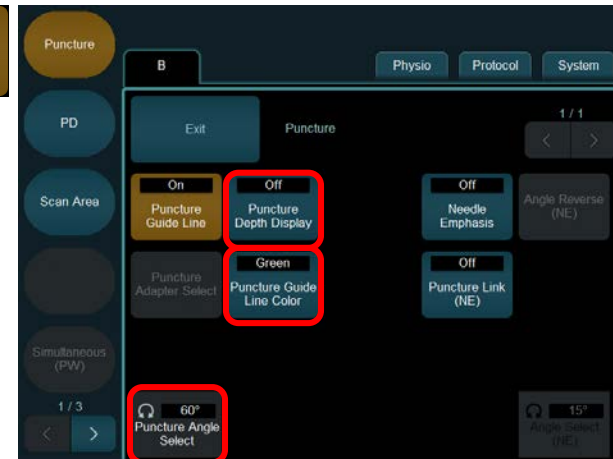 Puncture
B
Physio
Protocol
System
PD
Exit
Puncture
1 / 1
< >
Scan Area
On
Puncture
Guide Line
Off
Puncture
Depth Display
Off
Needle
Emphasis
Angle Reverse
(NE)
Puncture
Adapter Select
Green
Puncture Guide
Line Color
Off
Puncture Link
(NE)
Simultaneous
(PW)
1 / 3
< >
60°
Puncture Angle
Select
15°
Angle Select
(NE)